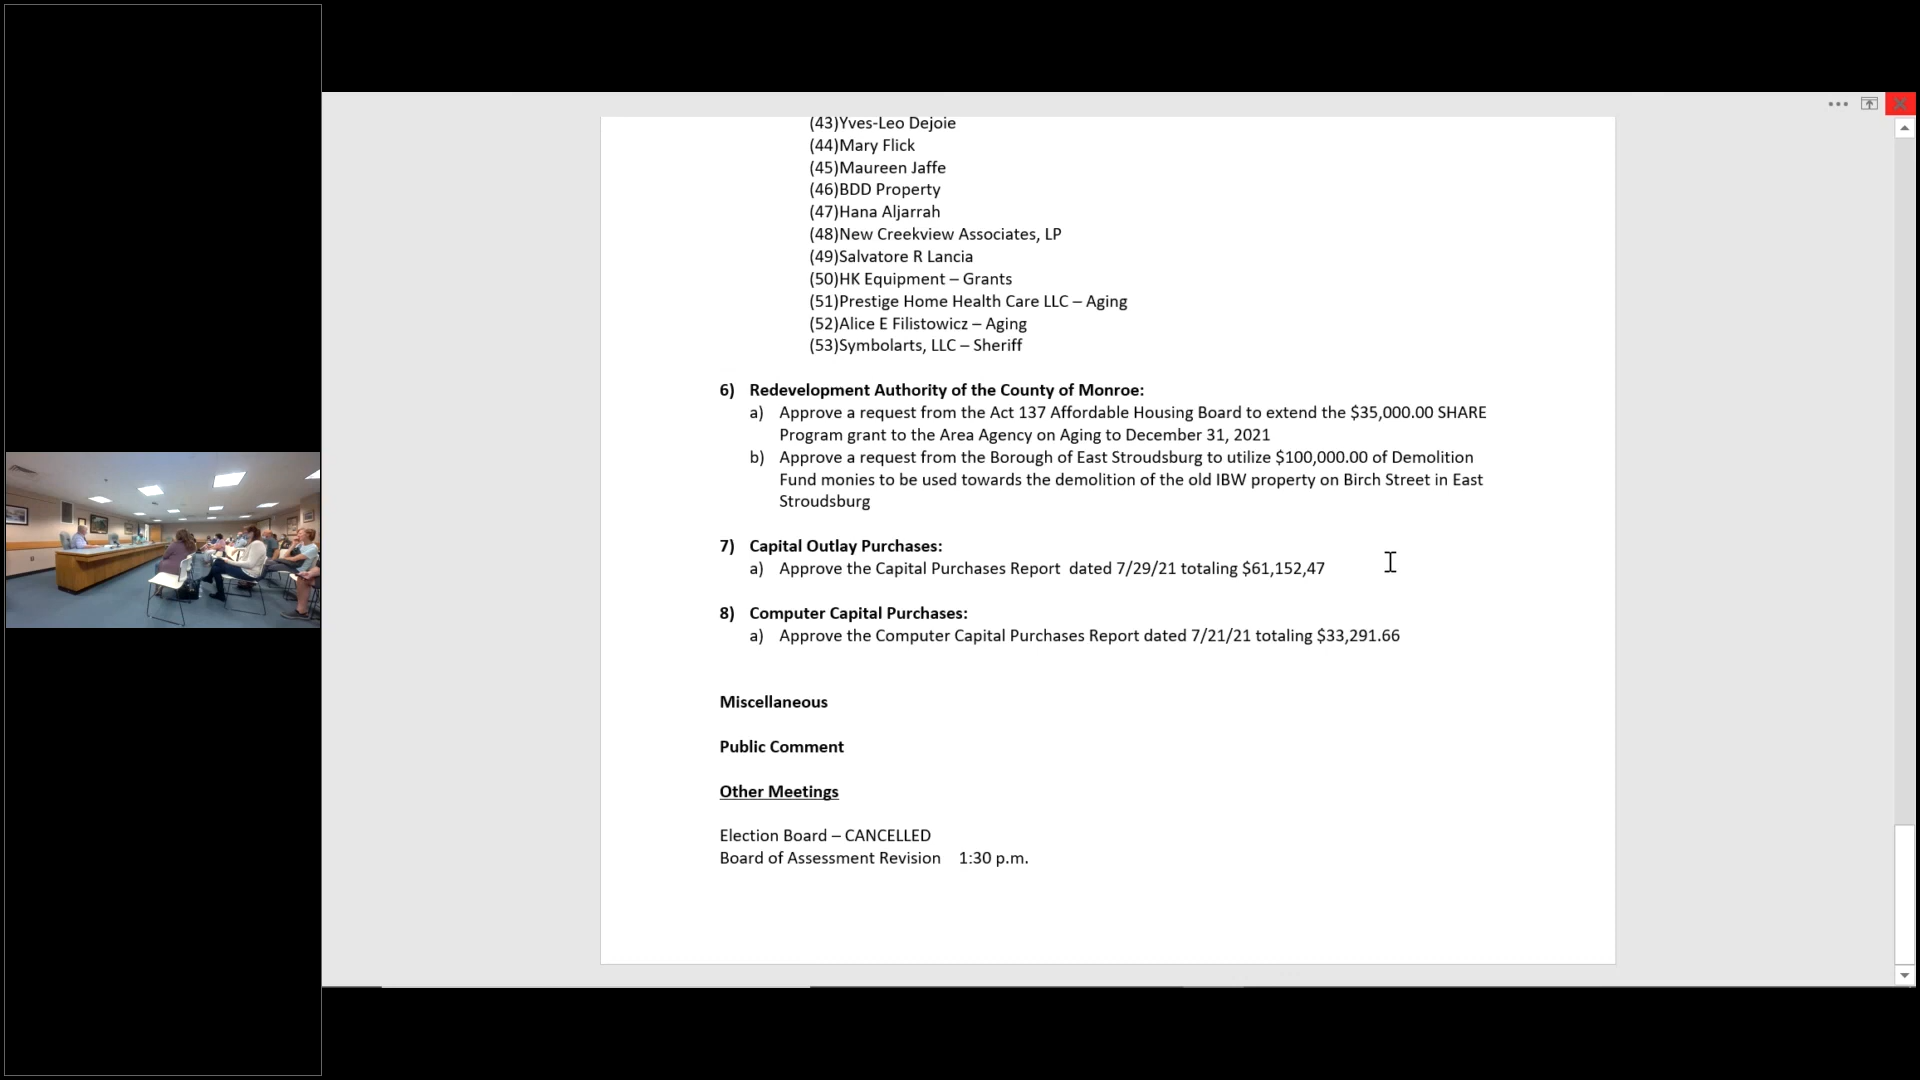 (43)Yves-Leo Dejoie
(44)Mary Flick
(45)Maureen Jaffe
(46)BDD Property
(47)Hana Aljarrah
(48)New Creekview Associates, LP
(49)Salvatore R Lancia
(50)HK Equipment – Grants
(51)Prestige Home Health Care LLC – Aging
(52)Alice E Filistowicz – Aging
(53)Symbolarts, LLC – Sheriff
6) Redevelopment Authority of the County of Monroe:
a) Approve a request from the Act 137 Affordable Housing Board to extend the $35,000.00 SHARE
Program grant to the Area Agency on Aging to December 31, 2021
b) Approve a request from the Borough of East Stroudsburg to utilize $100,000.00 of Demolition
Fund monies to be used towards the demolition of the old IBW property on Birch Street in East
Stroudsburg
7) Capital Outlay Purchases:
a) Approve the Capital Purchases Report dated 7/29/21 totaling $61,152,47
8) Computer Capital Purchases:
a) Approve the Computer Capital Purchases Report dated 7/21/21 totaling $33,291.66
Miscellaneous
Public Comment
Other Meetings
Election Board – CANCELLED
Board of Assessment Revision 1:30 p.m.